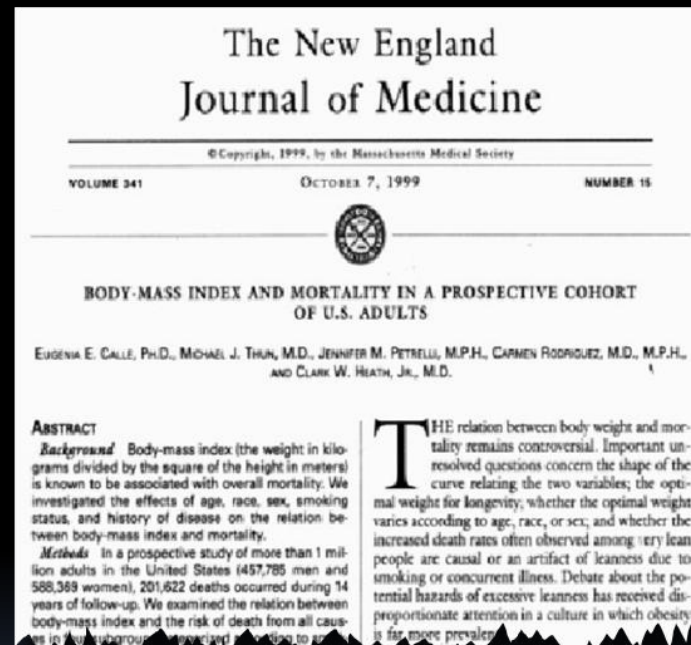 The New England
Journal of Medicine
©Copyright, 1999, by the Massachusetts Medical Society
VOLUME 341 OCTOBER 7, 1999 NUMBER 15
BODY-MASS INDEX AND MORTALITY IN A PROSPECTIVE COHORT
OF U.S. ADULTS
EUGENIA E. CALLE, PH.D., MICHAEL J. THUN, M.D., JENNIFER M. PETRELLI, M.P.H., CARMEN RODRIGUEZ, M.D., M.P.H.,
AND CLARK W. HEATH, JR., M.D.
ABSTRACT
Background Body-mass index (the weight in kilo-
grams divided by the square of the height in meters)
is known to be associated with overall mortality. We
investigated the effects of age, race, sex, smoking
status, and history of disease on the relation be-
tween body-mass index and mortality.
Methods In a prospective study of more than 1 mil-
lion adults in the United States (457,785 men and
588,369 women), 201,622 deaths occurred during 14
years of follow-up. We examined the relation between
body-mass index and the risk of death from all caus-
es in four subgroups categorized according to
THE relation between body weight and mor-
tality remains controversial. Important un-
resolved questions concern the shape of the
curve relating the two variables; the opti-
mal weight for longevity; whether the optimal weight
varies according to age, race, or sex; and whether the
increased death rates often observed among very lean
people are causal or an artifact of leanness due to
smoking or concurrent illness. Debate about the po-
tential hazards of excessive leanness has received dis-
proportionate attention in a culture in which obesity
is far more